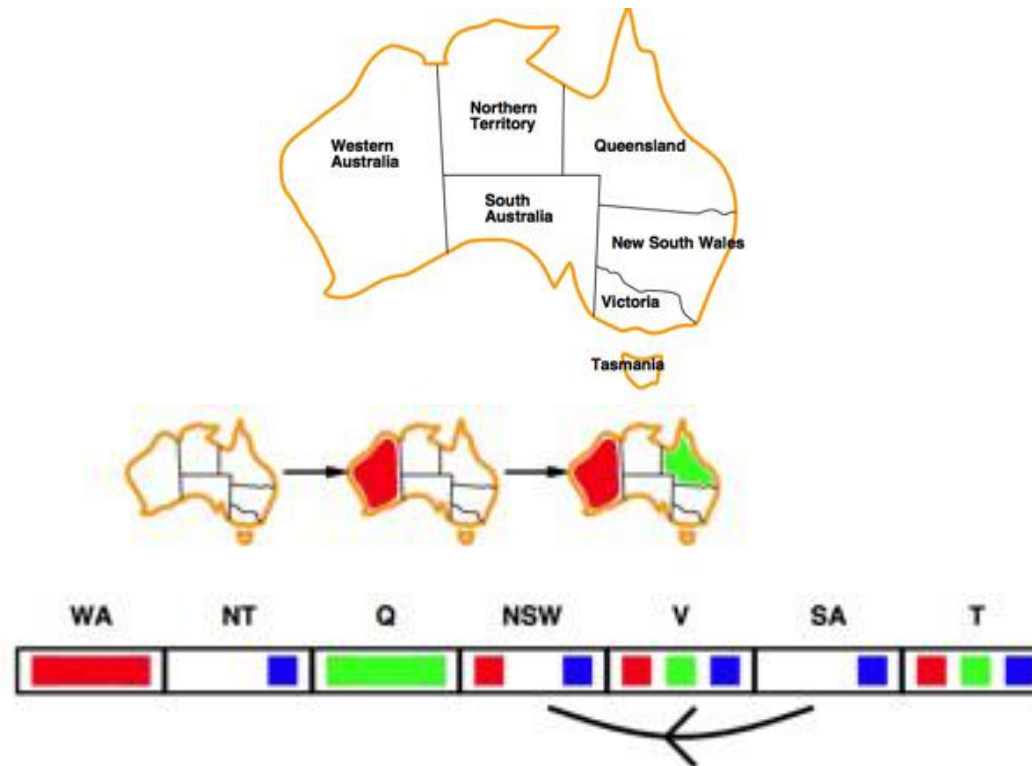 Northern
Territory
Western
Australia
Queensland
South
Australia
New South Wales
Victoria
Tasmania
WA NT Q NSW V SA T